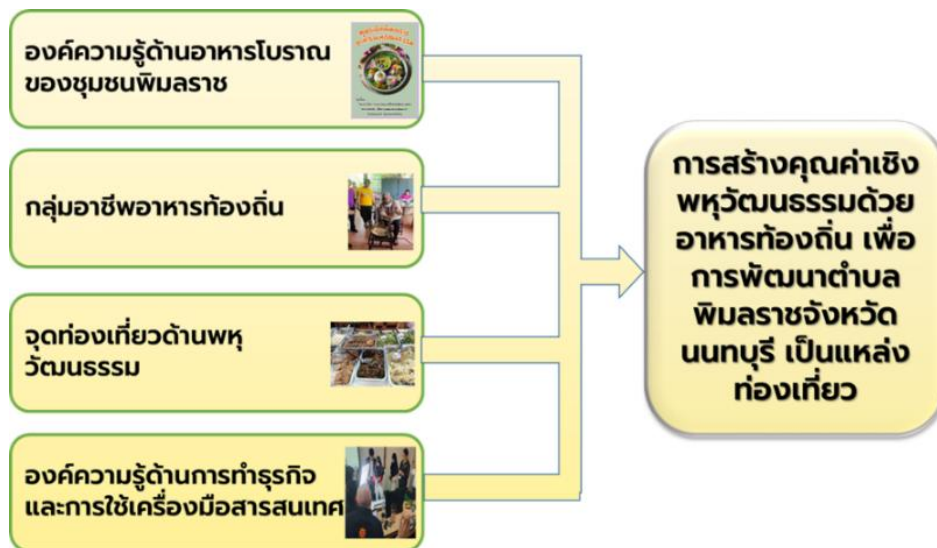 องค์ความรู้ด้านอาหารโบราณ
ของชุมชนพิมลราช
กลุ่มอาชีพอาหารท้องถิ่น
จุดท่องเที่ยวด้านพหุ
วัฒนธรรม
องค์ความรู้ด้านการทำธุรกิจ
และการใช้เครื่องมือสารสนเทศ
การสร้างคุณค่าเชิง
พหุวัฒนธรรมด้วย
อาหารท้องถิ่น เพื่อ
การพัฒนาตำบล
พิมลราชจังหวัด
นนทบุรี เป็นแหล่ง
ท่องเที่ยว